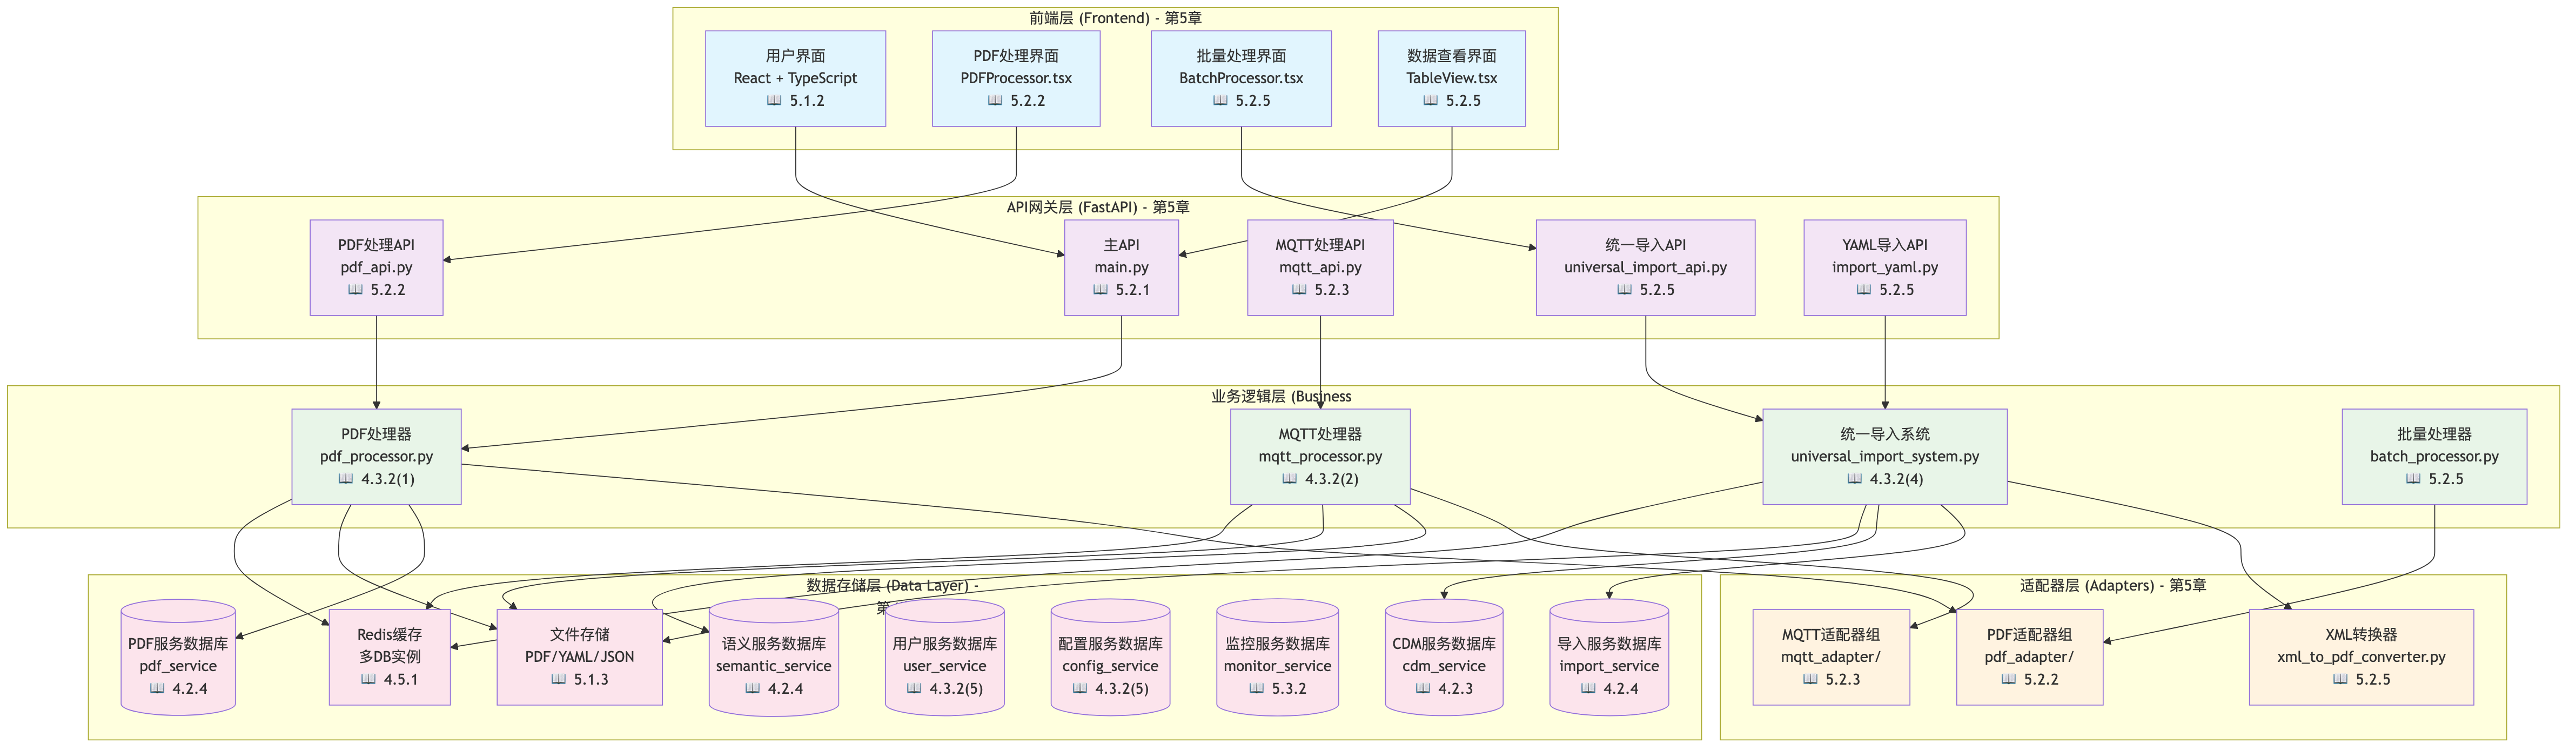 前端层 (Frontend) - 第5章
用户界面
React + TypeScript
📖 5.1.2
PDF处理界面
PDFProcessor.tsx
📖 5.2.2
批量处理界面
BatchProcessor.tsx
📖 5.2.5
数据查看界面
TableView.tsx
📖 5.2.5
API网关层 (FastAPI) - 第5章
PDF处理API
pdf_api.py
📖 5.2.2
主API
main.py
📖 5.2.1
MQTT处理API
mqtt_api.py
📖 5.2.3
统一导入API
universal_import_api.py
📖 5.2.5
YAML导入API
import_yaml.py
📖 5.2.5
业务逻辑层 (Business
PDF处理器
pdf_processor.py
📖 4.3.2(1)
MQTT处理器
mqtt_processor.py
📖 4.3.2(2)
统一导入系统
universal_import_system.py
📖 4.3.2(4)
批量处理器
batch_processor.py
📖 5.2.5
数据存储层 (Data Layer) -
第
PDF服务数据库
pdf_service
📖 4.2.4
Redis缓存
多DB实例
📖 4.5.1
文件存储
PDF/YAML/JSON
📖 5.1.3
语义服务数据库
semantic_service
📖 4.2.4
用户服务数据库
user_service
📖 4.3.2(5)
配置服务数据库
config_service
📖 4.3.2(5)
监控服务数据库
monitor_service
📖 5.3.2
CDM服务数据库
cdm_service
📖 4.2.3
导入服务数据库
import_service
📖 4.2.4
适配器层 (Adapters) - 第5章
MQTT适配器组
mqtt_adapter/
📖 5.2.3
PDF适配器组
pdf_adapter/
📖 5.2.2
XML转换器
xml_to_pdf_converter.py
📖 5.2.5